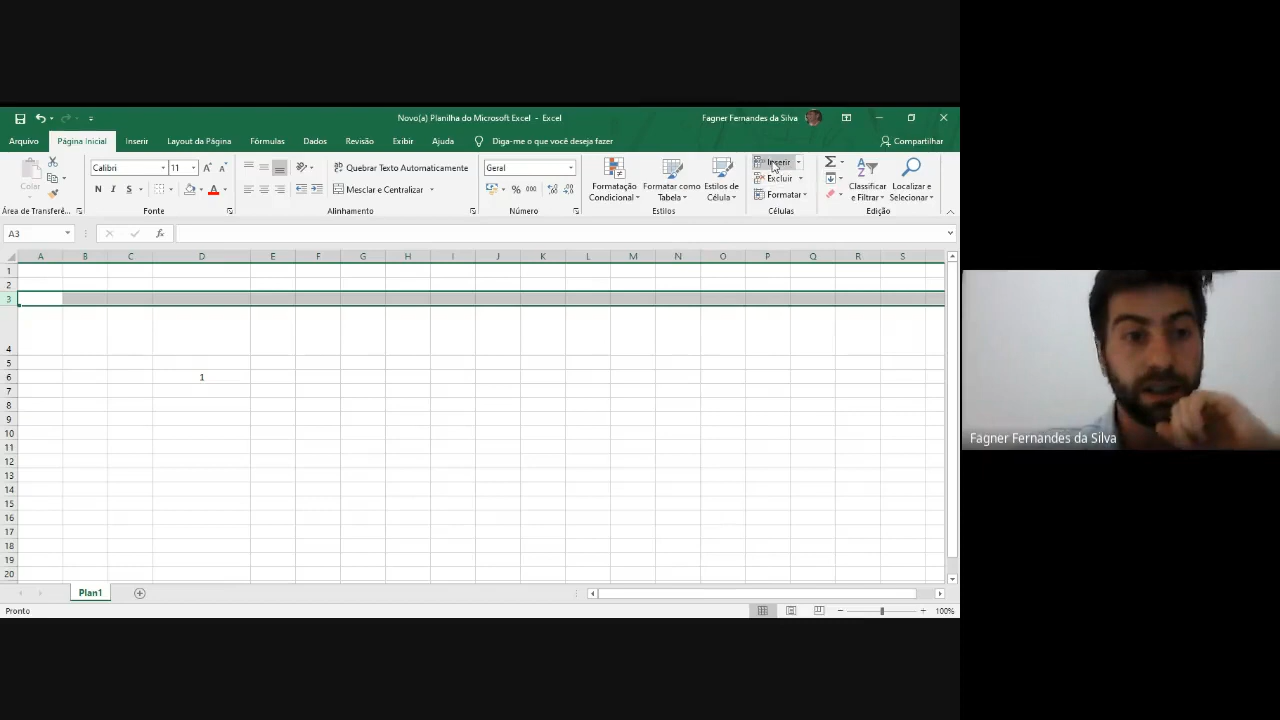 Novo(a) Planilha do Microsoft Excel - Excel
Fagner Fernandes da Silva
Arquivo Página Inicial Inserir Layout da Página Fórmulas Dados Revisão Exibir Ajuda Diga-me o que você deseja fazer Compartilhar
Colar
Calibri 11
Quebrar Texto Automaticamente
Geral
Formatação Condicional
Formatar como Tabela
Estilos de Célula
Inserir
Σ
N I S
Mesclar e Centralizar
% 000
Excluir
Formatar
Classificar e Filtrar
Localizar e Selecionar
Área de Transferê... Fonte Alinhamento Número Estilos Células Edição
A3 fx
A B C D E F G H I J K L M N O P Q R S
1
2
3
4
5
6 1
7
8
9
10
11
12
13
14
15
16
17
18
19
20
Plan1
Pronto 100%
Fagner Fernandes da Silva